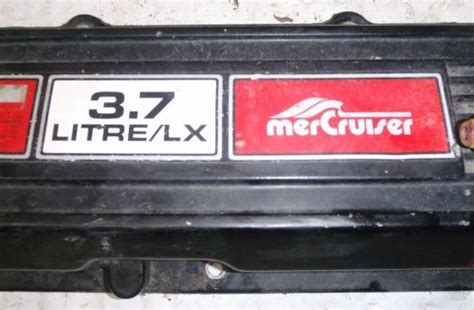 3.7
LITRE/LX
merCruiser